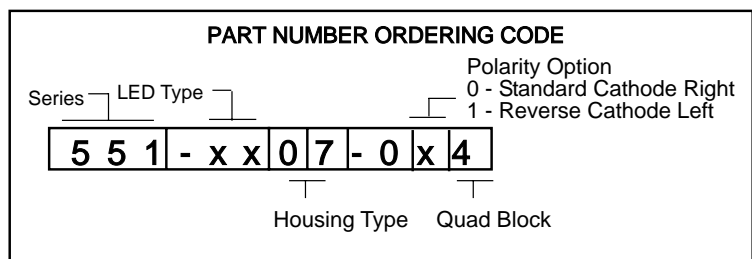 PART NUMBER ORDERING CODE
Polarity Option
0 - Standard Cathode Right
1 - Reverse Cathode Left
Series
LED Type
5 5 1 - x x 0 7 - 0 x 4
Housing Type
Quad Block